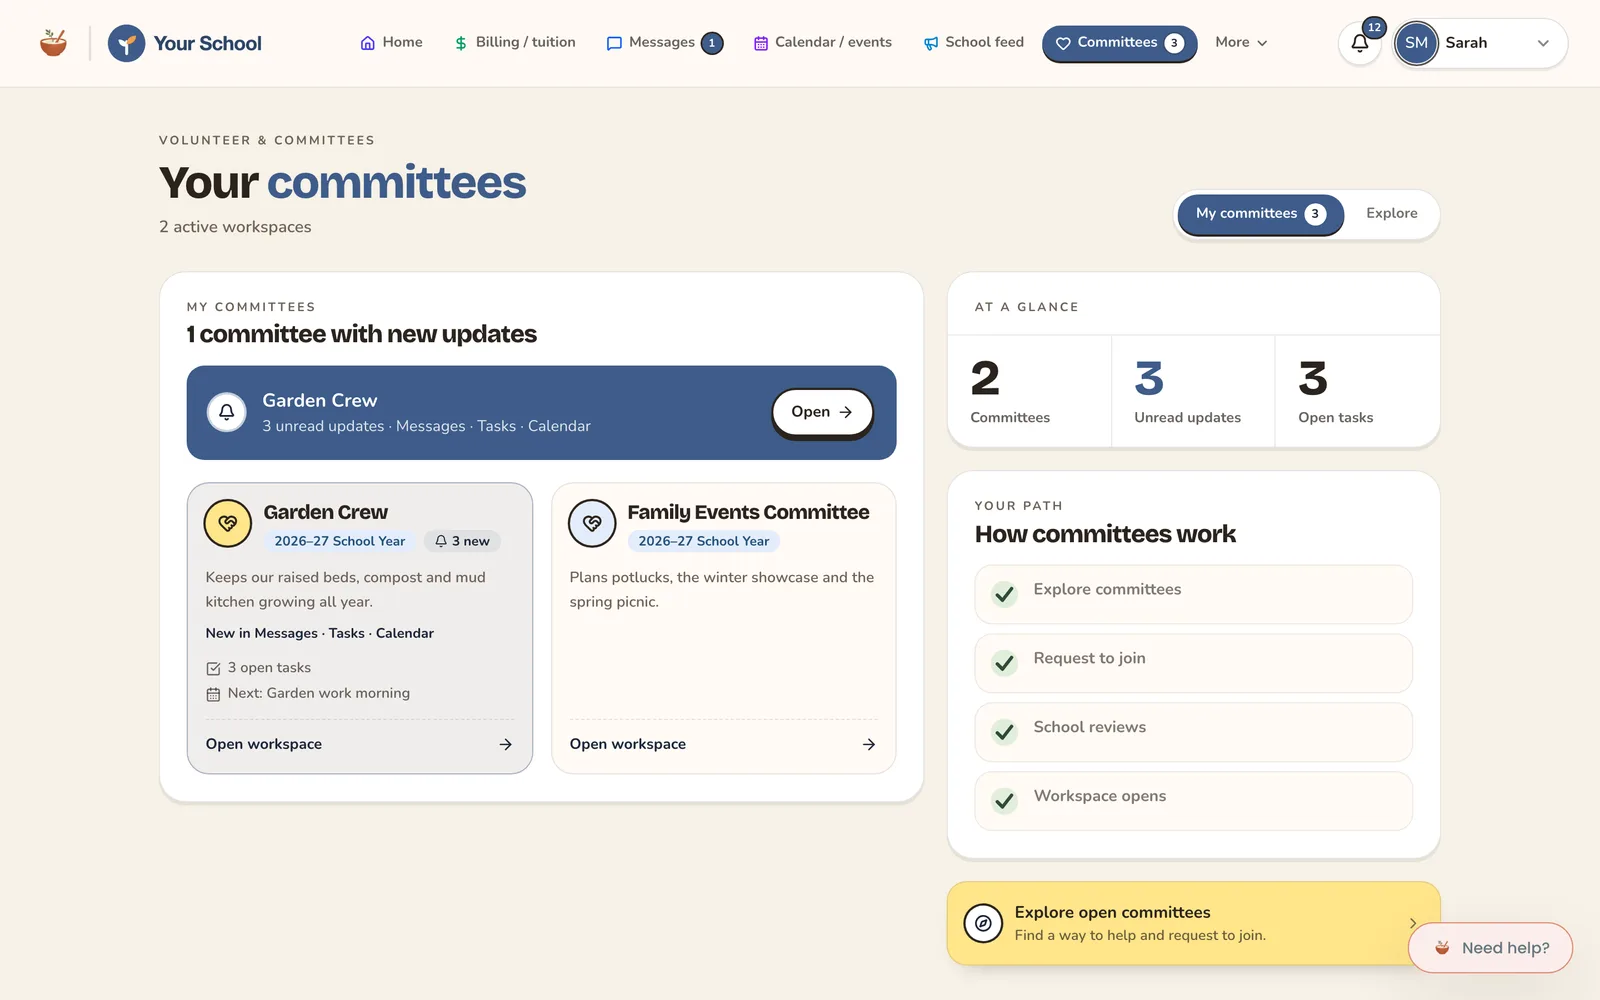 Your School
Home
Billing / tuition
Messages 1
Calendar / events
School feed
Committees 3
More
12
SM
Sarah
VOLUNTEER & COMMITTEES
Your committees
2 active workspaces
My committees 3
Explore
MY COMMITTEES
1 committee with new updates
Garden Crew
3 unread updates · Messages · Tasks · Calendar
Open
Garden Crew
2026–27 School Year
3 new
Keeps our raised beds, compost and mud
kitchen growing all year.
New in Messages · Tasks · Calendar
3 open tasks
Next: Garden work morning
Open workspace
Family Events Committee
2026–27 School Year
Plans potlucks, the winter showcase and the
spring picnic.
Open workspace
AT A GLANCE
2
Committees
3
Unread updates
3
Open tasks
YOUR PATH
How committees work
Explore committees
Request to join
School reviews
Workspace opens
Explore open committees
Find a way to help and request to join.
Need help?